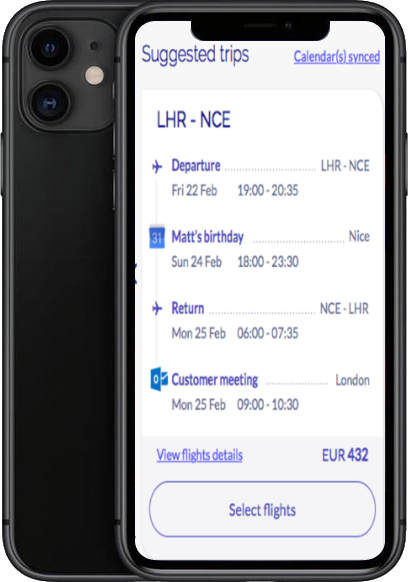 Suggested trips Calendar(s) synced
LHR - NCE
Departure LHR - NCE
Fri 22 Feb 19:00 - 20:35
31 Matt's birthday Nice
Sun 24 Feb 18:00 - 23:30
Return NCE - LHR
Mon 25 Feb 06:00 - 07:35
Customer meeting London
Mon 25 Feb 09:00 - 10:30
View flights details EUR 432
Select flights